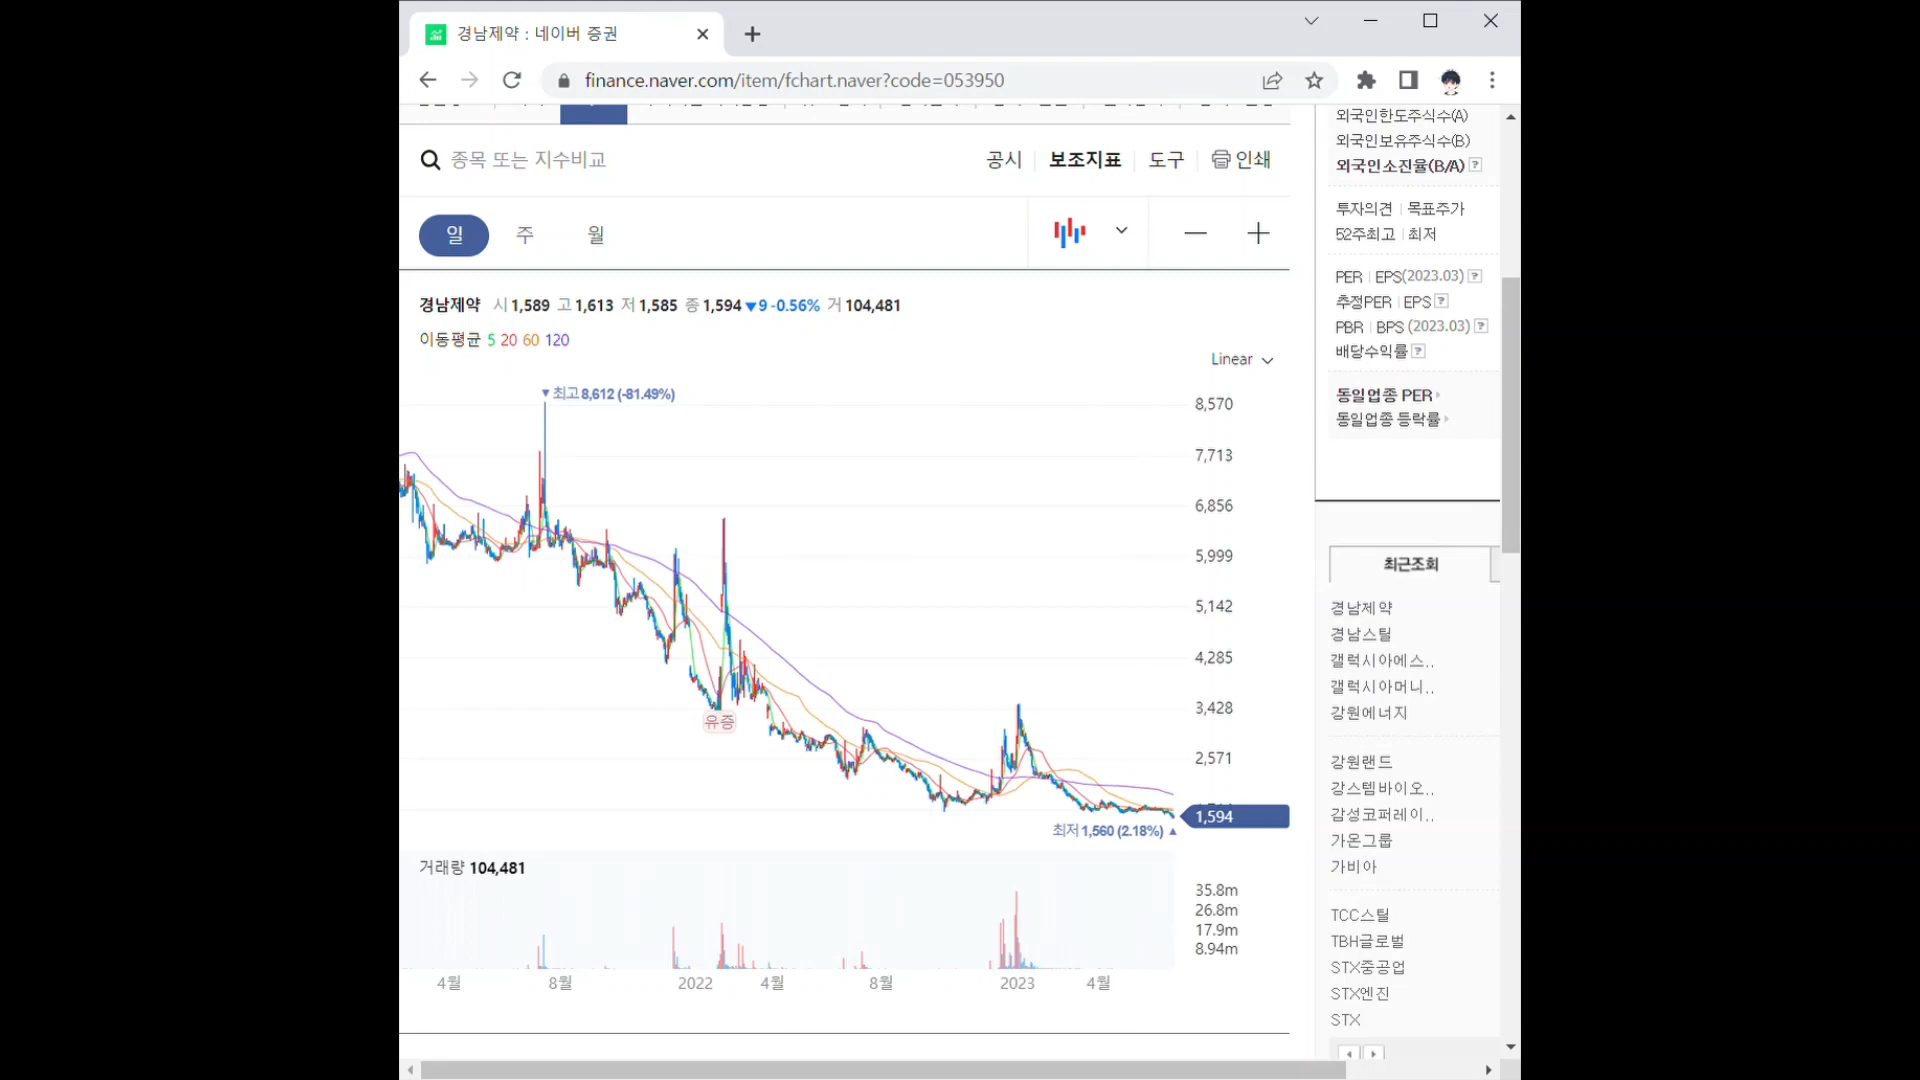 경남제약 : 네이버 증권
finance.naver.com/item/fchart.naver?code=053950
종목 또는 지수비교
공시 보조지표 도구 인쇄
일 주 월
경남제약 시 1,589 고 1,613 저 1,585 종 1,594 ▼9 -0.56% 거 104,481
이동평균 5 20 60 120
Linear
▼최고 8,612 (-81.49%)
8,570
7,713
6,856
5,999
5,142
4,285
3,428
2,571
1,594
유증
최저 1,560 (2.18%) ▲
거래량 104,481
35.8m
26.8m
17.9m
8.94m
4월 8월 2022 4월 8월 2023 4월
외국인한도주식수(A)
외국인보유주식수(B)
외국인소진율(B/A) ?
투자의견 | 목표주가
52주최고 | 최저
PER | EPS(2023.03) ?
추정PER | EPS ?
PBR | BPS (2023.03) ?
배당수익률 ?
동일업종 PER
동일업종 등락률
최근조회
경남제약
경남스틸
갤럭시아에스..
갤럭시아머니..
강원에너지
강원랜드
강스템바이오..
감성코퍼레이..
가온그룹
가비아
TCC스틸
TBH글로벌
STX중공업
STX엔진
STX